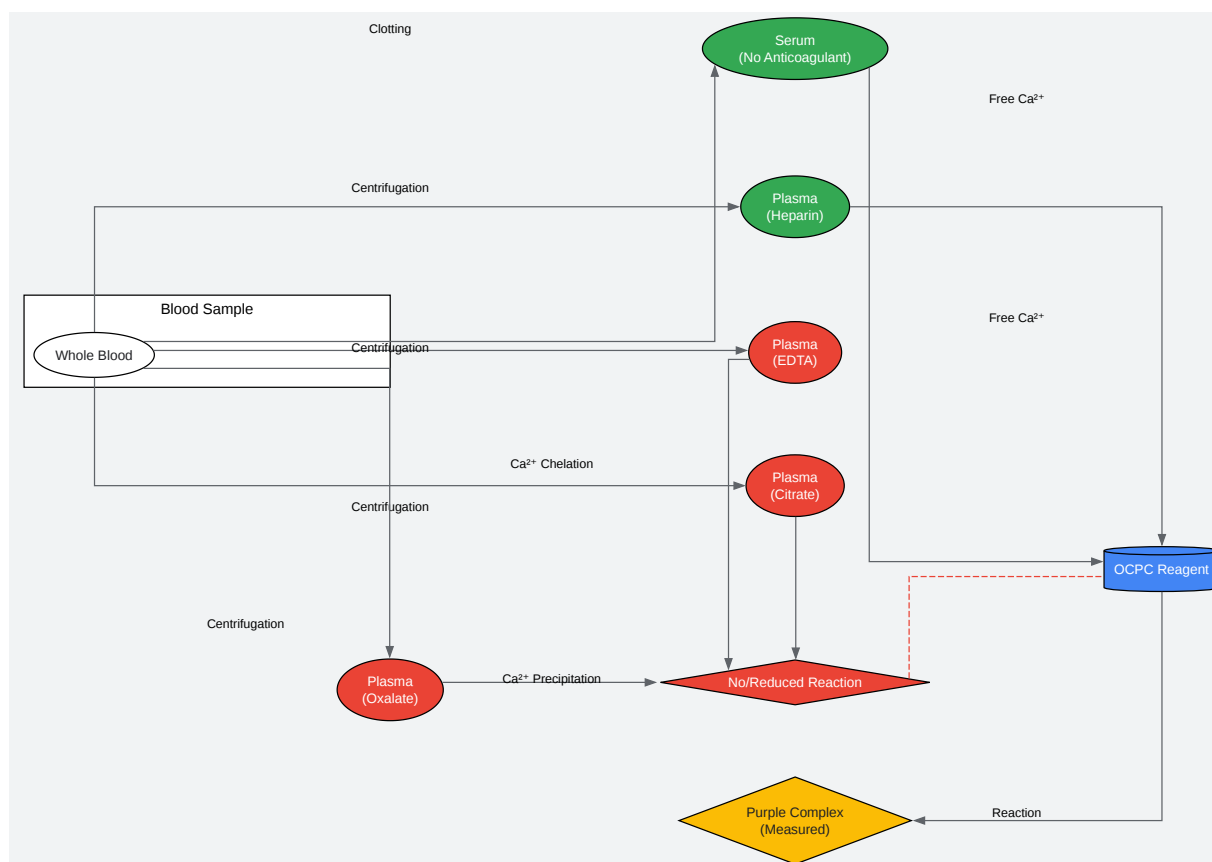 Clotting
Serum
(No Anticoagulant)
Free Ca²⁺
Centrifugation
Plasma
(Heparin)
Blood Sample
Free Ca²⁺
Whole Blood
Centrifugation
Plasma
(EDTA)
Ca²⁺ Chelation
Plasma
(Citrate)
Centrifugation
OCPC Reagent
Centrifugation
Plasma
(Oxalate)
Ca²⁺ Precipitation
No/Reduced Reaction
Purple Complex
(Measured)
Reaction